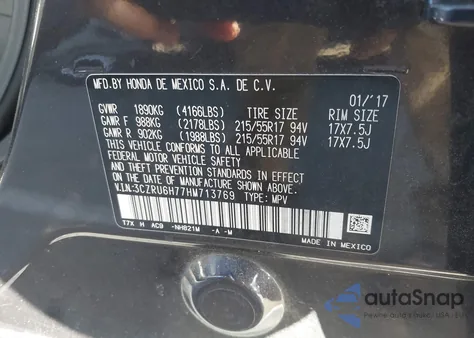 MFD.BY HONDA DE MEXICO S.A. DE C.V.
01/'17
GVWR 1890KG (4166LBS) TIRE SIZE RIM SIZE
GAWR F 988KG (2178LBS) 215/55R17 94V 17X7.5J
GAWR R 902KG (1988LBS) 215/55R17 94V 17X7.5J
THIS VEHICLE CONFORMS TO ALL APPLICABLE
FEDERAL MOTOR VEHICLE SAFETY AND
THEFT PREVENTION STANDARDS IN EFFECT ON
THE DATE OF MANUFACTURE SHOWN ABOVE.
V.I.N:3CZRU6H77HM713769 TYPE: MPV
T7X H AC9 -NH821M -A -M
MADE IN MEXICO
autoSnap